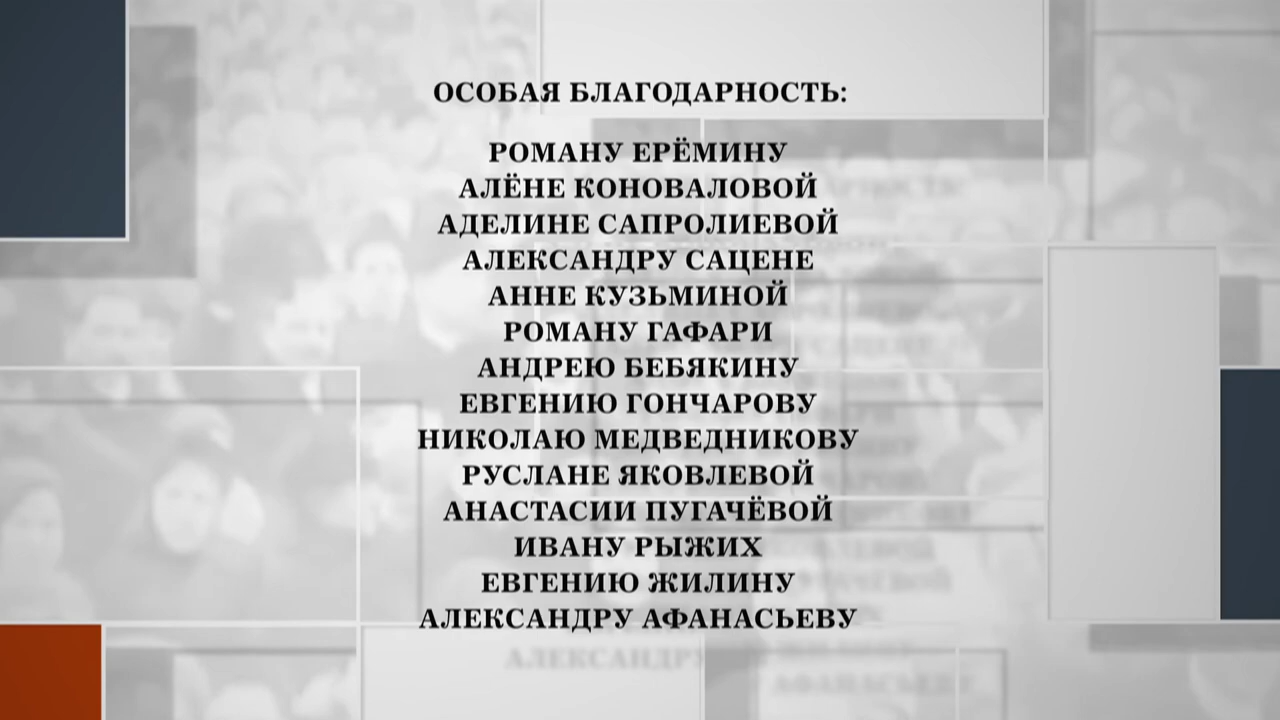 ОСОБАЯ БЛАГОДАРНОСТЬ:
РОМАНУ ЕРЁМИНУ
АЛЁНЕ КОНОВАЛОВОЙ
АДЕЛИНЕ САПРОЛИЕВОЙ
АЛЕКСАНДРУ САЦЕНЕ
АННЕ КУЗЬМИНОЙ
РОМАНУ ГАФАРИ
АНДРЕЮ БЕБЯКИНУ
ЕВГЕНИЮ ГОНЧАРОВУ
НИКОЛАЮ МЕДВЕДНИКОВУ
РУСЛАНЕ ЯКОВЛЕВОЙ
АНАСТАСИИ ПУГАЧЁВОЙ
ИВАНУ РЫЖИХ
ЕВГЕНИЮ ЖИЛИНУ
АЛЕКСАНДРУ АФАНАСЬЕВУ